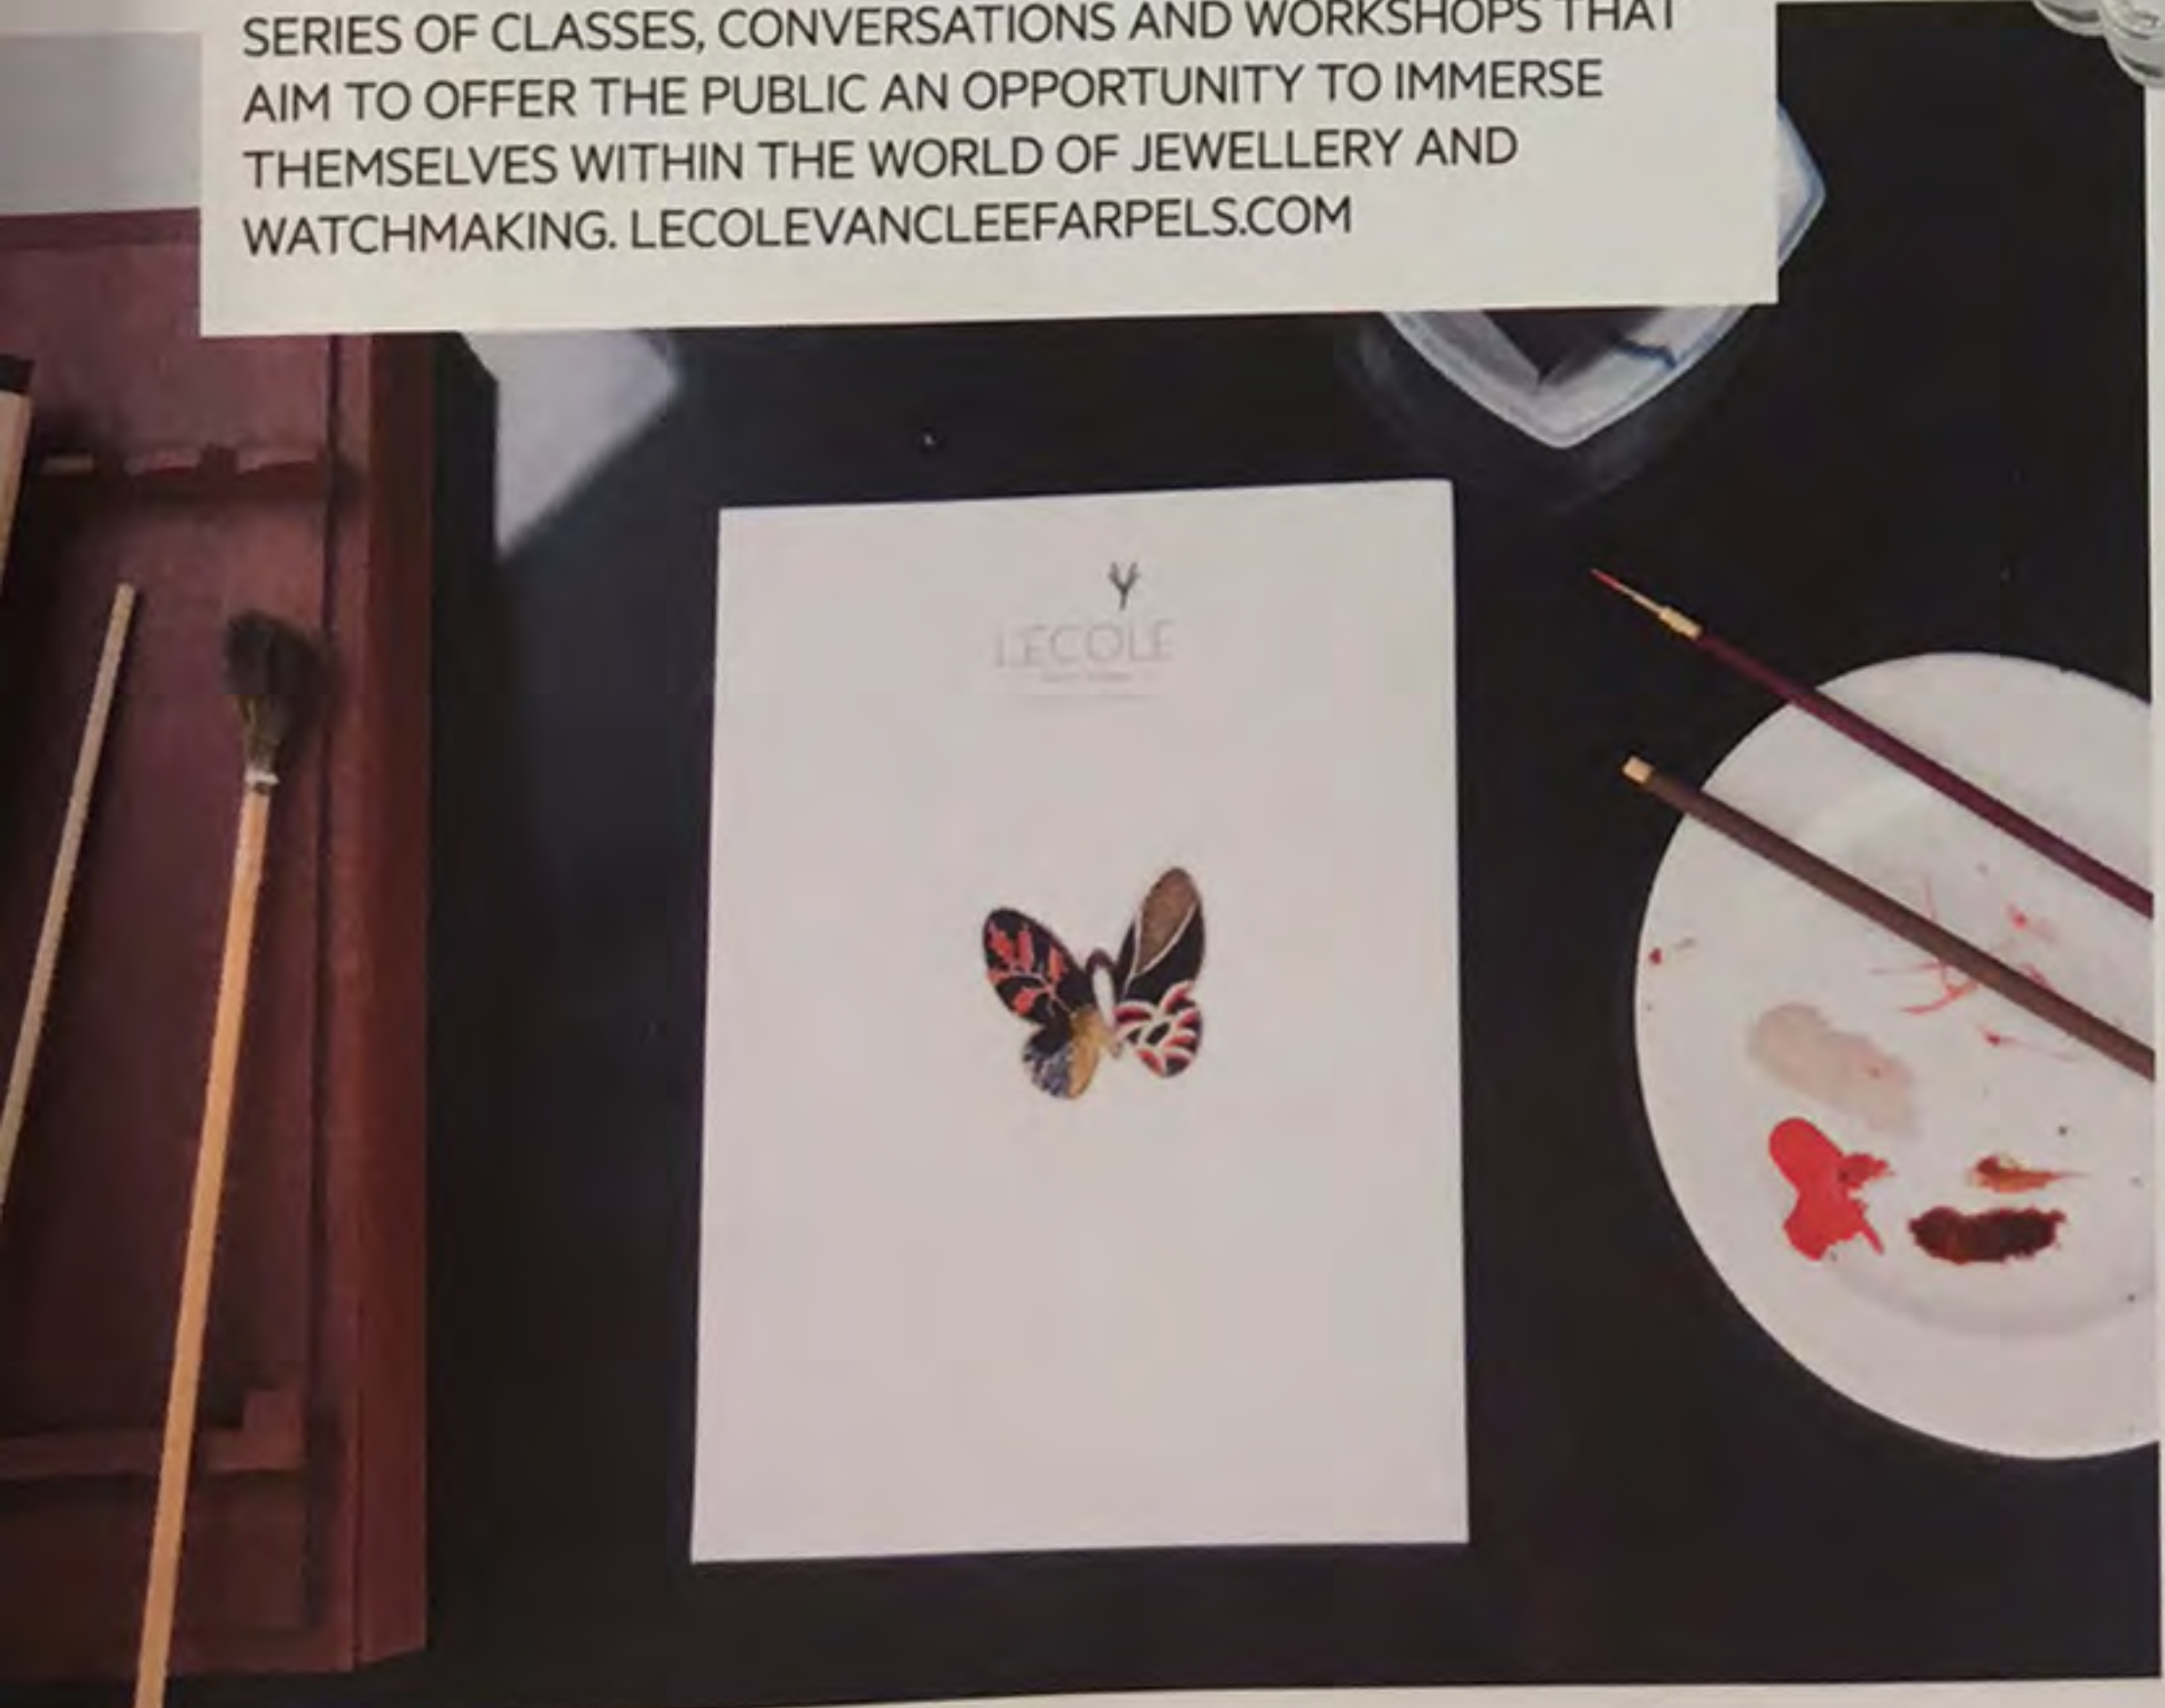 SERIES OF CLASSES, CONVERSATIONS AND WORKSHOPS THAT
AIM TO OFFER THE PUBLIC AN OPPORTUNITY TO IMMERSE
THEMSELVES WITHIN THE WORLD OF JEWELLERY AND
WATCHMAKING. LECOLEVANCLEEFARPELS.COM
L'ÉCOLE